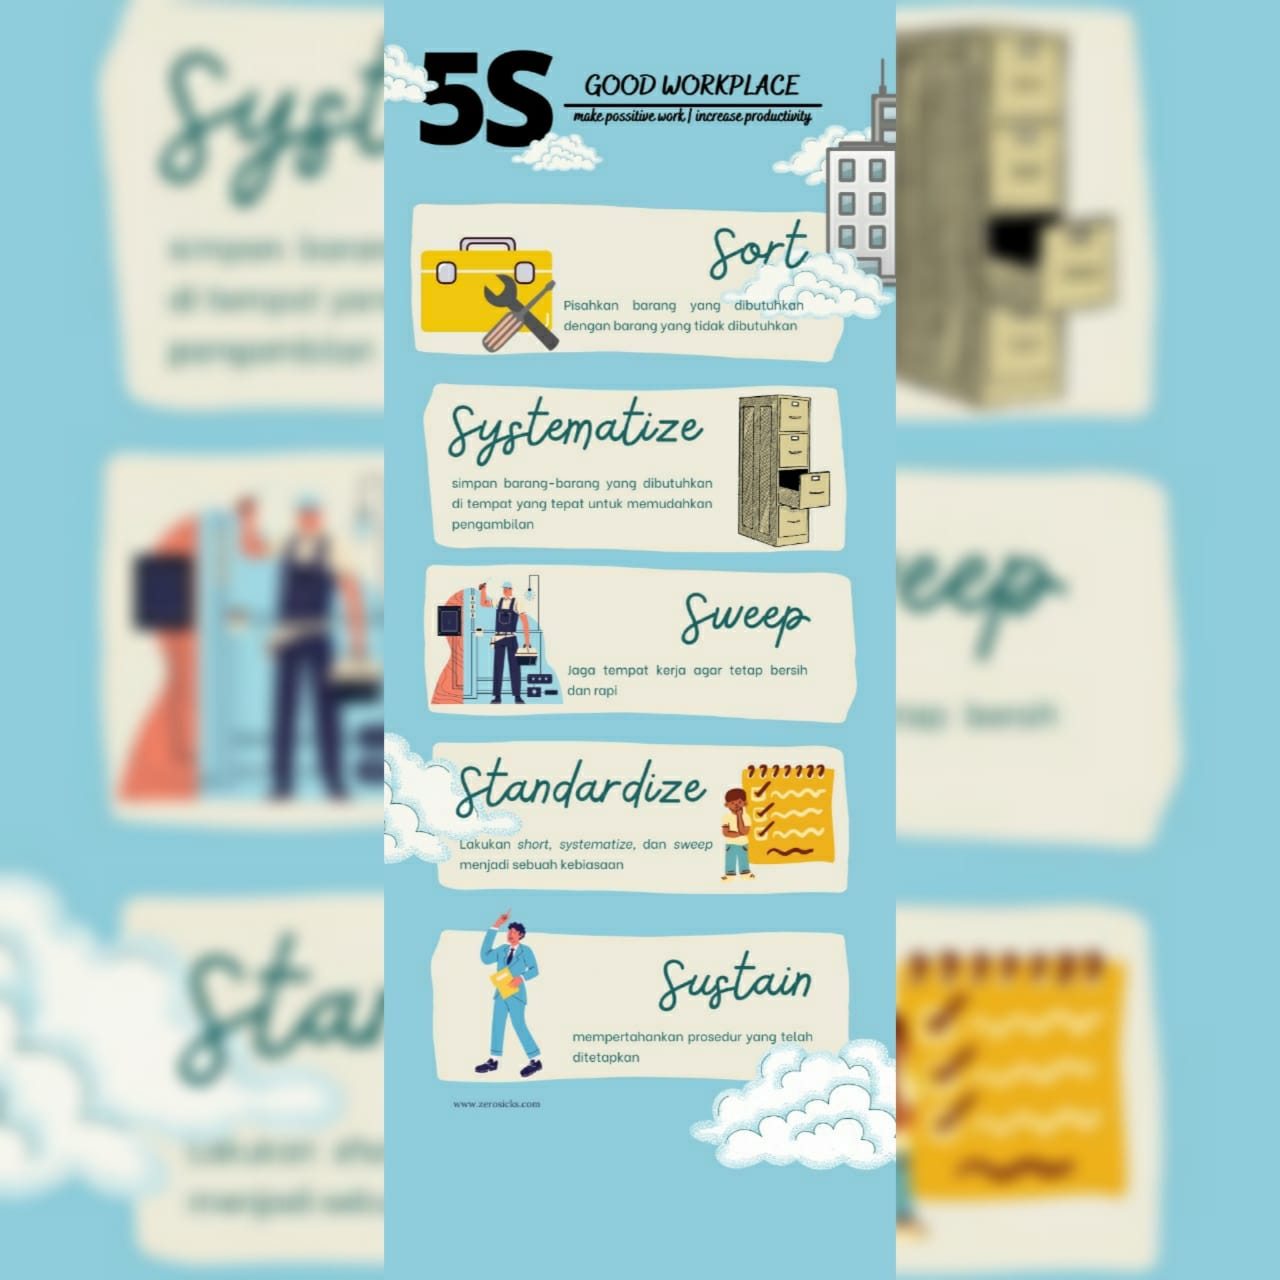 5S
GOOD WORKPLACE
make possitive work | increase productivity
Sort
Pisahkan barang yang dibutuhkan
dengan barang yang tidak dibutuhkan
Systematize
simpan barang-barang yang dibutuhkan
di tempat yang tepat untuk memudahkan
pengambilan
Sweep
Jaga tempat kerja agar tetap bersih
dan rapi
Standardize
Lakukan short, systematize, dan sweep
menjadi sebuah kebiasaan
Sustain
mempertahankan prosedur yang telah
ditetapkan
www.zerosicks.com